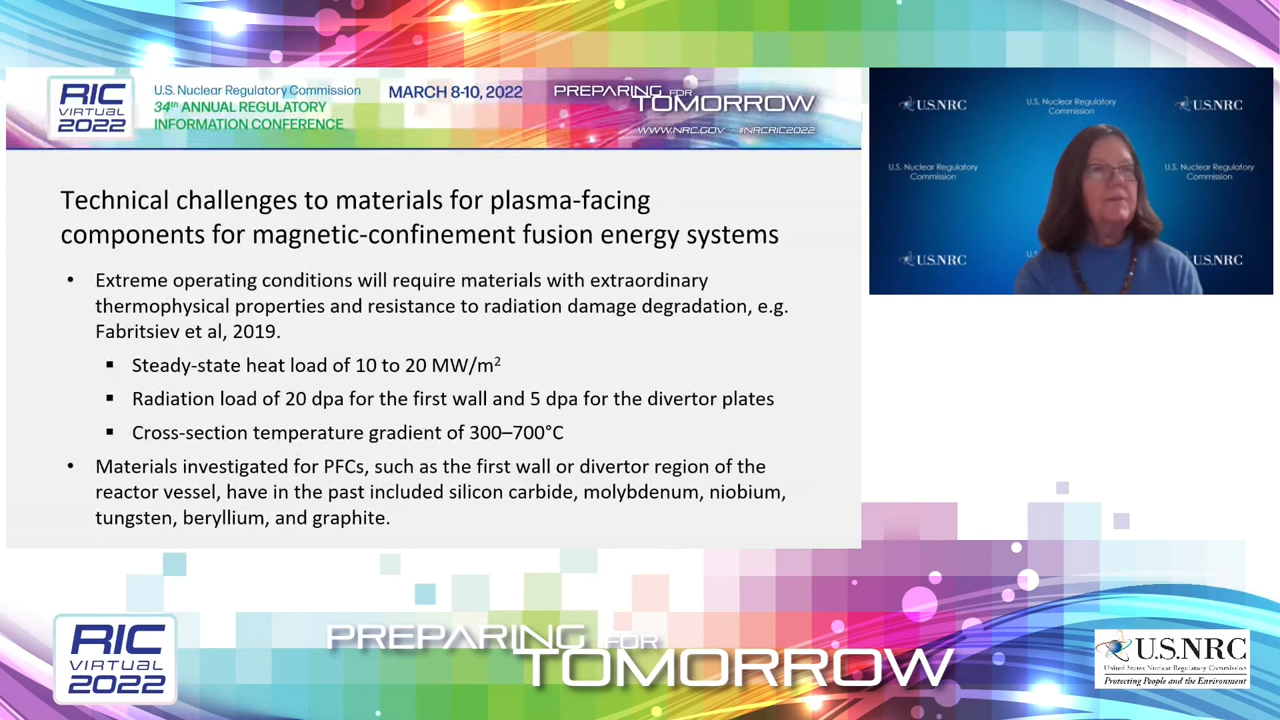 RIC
VIRTUAL
2022
U.S. Nuclear Regulatory Commission
34th ANNUAL REGULATORY
INFORMATION CONFERENCE
MARCH 8-10, 2022
PREPARING FOR
TOMORROW
WWW.NRC.GOV #NRCRIC2022
Technical challenges to materials for plasma-facing
components for magnetic-confinement fusion energy systems
• Extreme operating conditions will require materials with extraordinary
thermophysical properties and resistance to radiation damage degradation, e.g.
Fabritsiev et al, 2019.
▪ Steady-state heat load of 10 to 20 MW/m²
▪ Radiation load of 20 dpa for the first wall and 5 dpa for the divertor plates
▪ Cross-section temperature gradient of 300–700°C
• Materials investigated for PFCs, such as the first wall or divertor region of the
reactor vessel, have in the past included silicon carbide, molybdenum, niobium,
tungsten, beryllium, and graphite.
U.S.NRC
U.S. Nuclear Regulatory
Commission
U.S.NRC
U.S. Nuclear Regulatory
Commission
U.S. Nuclear Regulatory
Commission
U.S.NRC
U.S.NRC
RIC
VIRTUAL
2022
PREPARING FOR
TOMORROW
U.S.NRC
United States Nuclear Regulatory Commission
Protecting People and the Environment